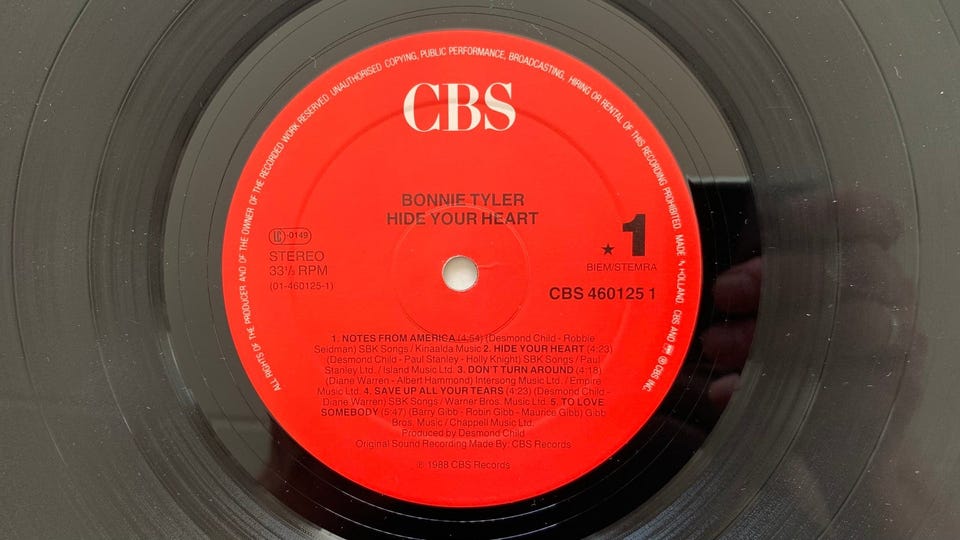 ALL RIGHTS OF THE PRODUCER AND OF THE OWNER OF THE RECORDED WORK RESERVED. UNAUTHORISED COPYING, PUBLIC PERFORMANCE, BROADCASTING, HIRING OR RENTAL OF THIS RECORDING PROHIBITED. MADE IN HOLLAND. CBS AND ℗ CBS INC.
CBS
BONNIE TYLER
HIDE YOUR HEART
LC-0149
STEREO
33⅓ RPM
(01-460125-1)
★ 1
BIEM/STEMRA
CBS 460125 1
1. NOTES FROM AMERICA (4:54) (Desmond Child - Robbie
Seidman) SBK Songs / Kinaalda Music 2. HIDE YOUR HEART (4:23)
(Desmond Child - Paul Stanley - Holly Knight) SBK Songs / Paul
Stanley Ltd. / Island Music Ltd. 3. DON'T TURN AROUND (4:18)
(Diane Warren - Albert Hammond) Intersong Music Ltd. / Empire
Music Ltd. 4. SAVE UP ALL YOUR TEARS (4:23) (Desmond Child -
Diane Warren) SBK Songs / Warner Bros. Music Ltd. 5. TO LOVE
SOMEBODY (5:47) (Barry Gibb - Robin Gibb - Maurice Gibb) Gibb
Bros. Music / Chappell Music Ltd.
Produced by Desmond Child
Original Sound Recording Made By: CBS Records
℗ 1988 CBS Records